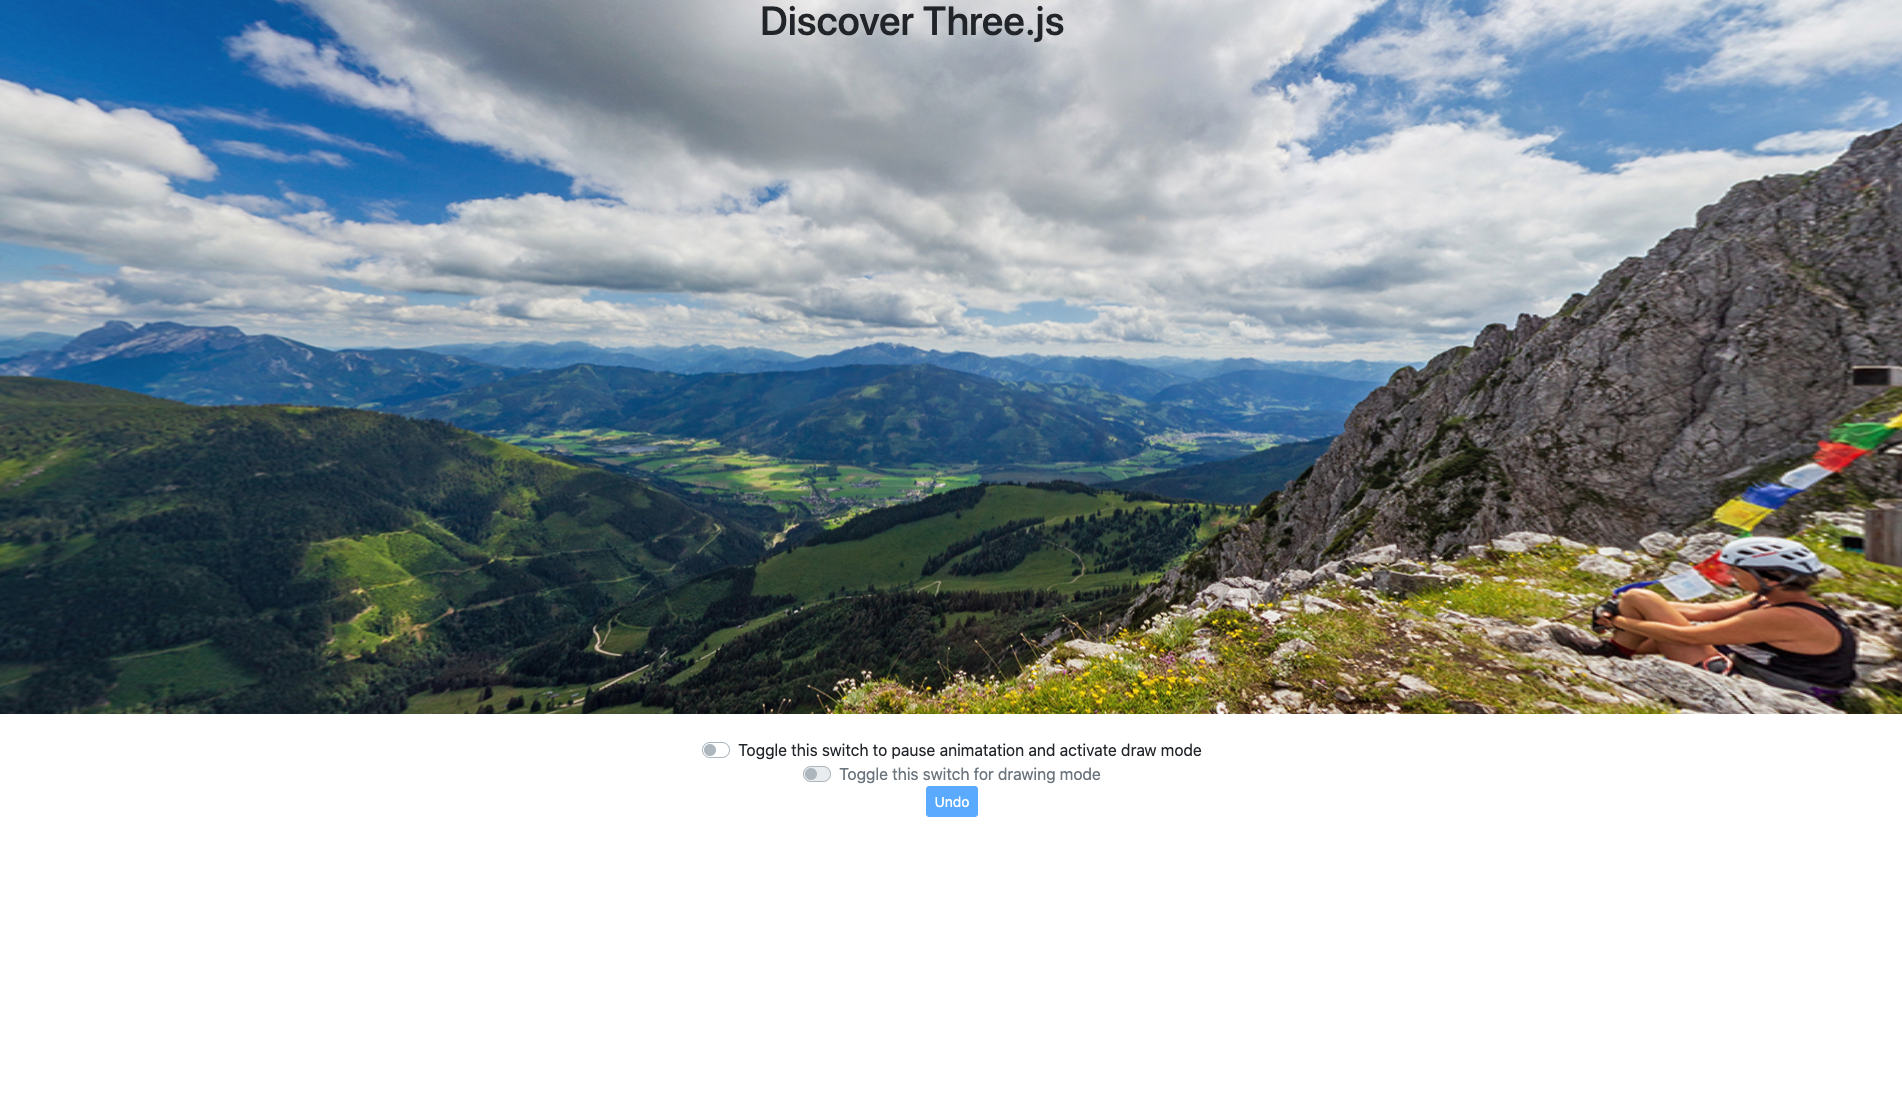 Discover Three.js
Toggle this switch to pause animatation and activate draw mode
Toggle this switch for drawing mode
Undo